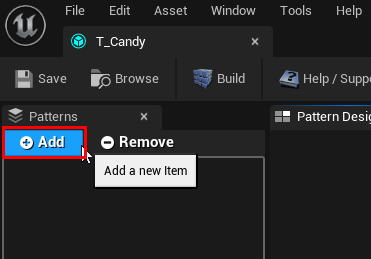 File Edit Asset Window Tools Help
T_Candy
Save Browse Build Help / Suppo
Patterns Pattern Desig
Add Remove
Add a new Item